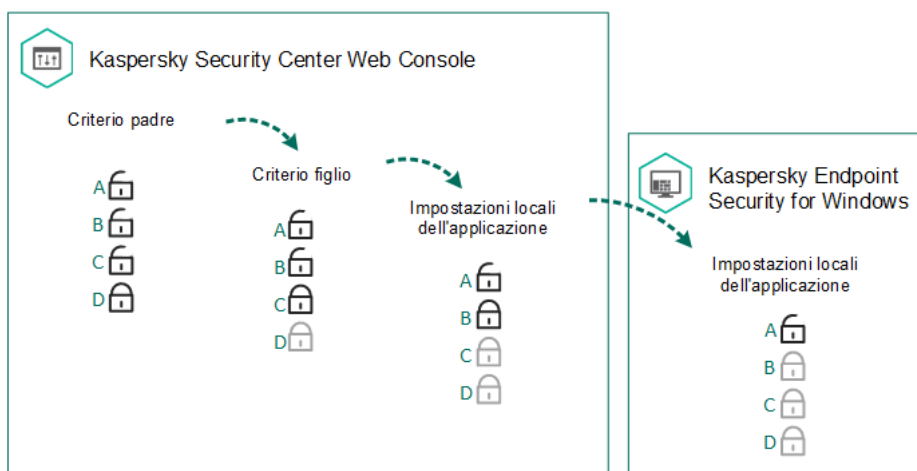 Kaspersky Security Center Web Console
Criterio padre
A
B
C
D
Criterio figlio
A
B
C
D
Impostazioni locali
dell'applicazione
A
B
C
D
Kaspersky Endpoint
Security for Windows
Impostazioni locali
dell'applicazione
A
B
C
D